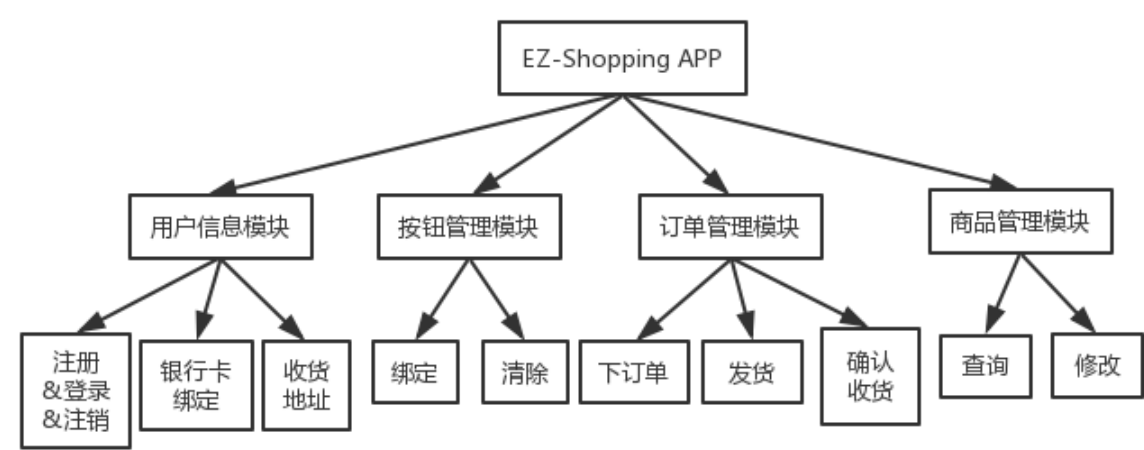 EZ-Shopping APP
用户信息模块
按钮管理模块
订单管理模块
商品管理模块
注册
&登录
&注销
银行卡
绑定
收货
地址
绑定
清除
下订单
发货
确认
收货
查询
修改